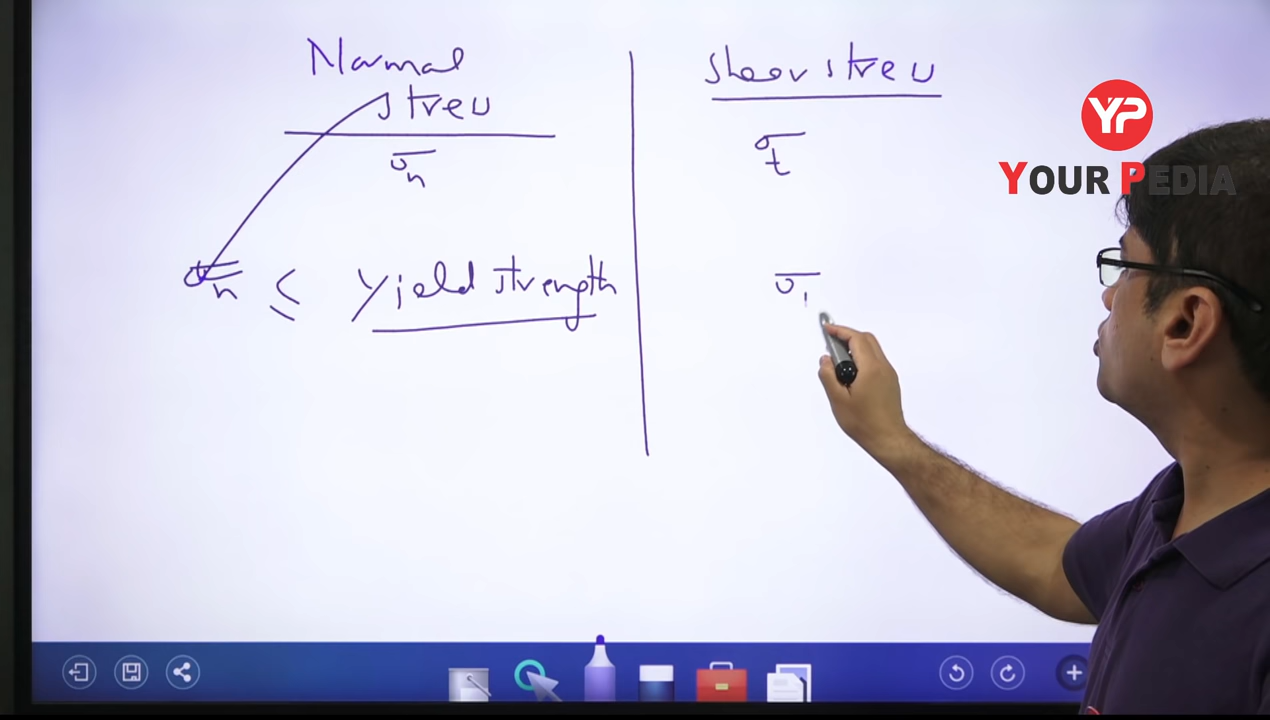 Normal
stress
σn
σn ≤ Yield strength
Shear stress
σt
σ1
YP
YOUR PEDIA